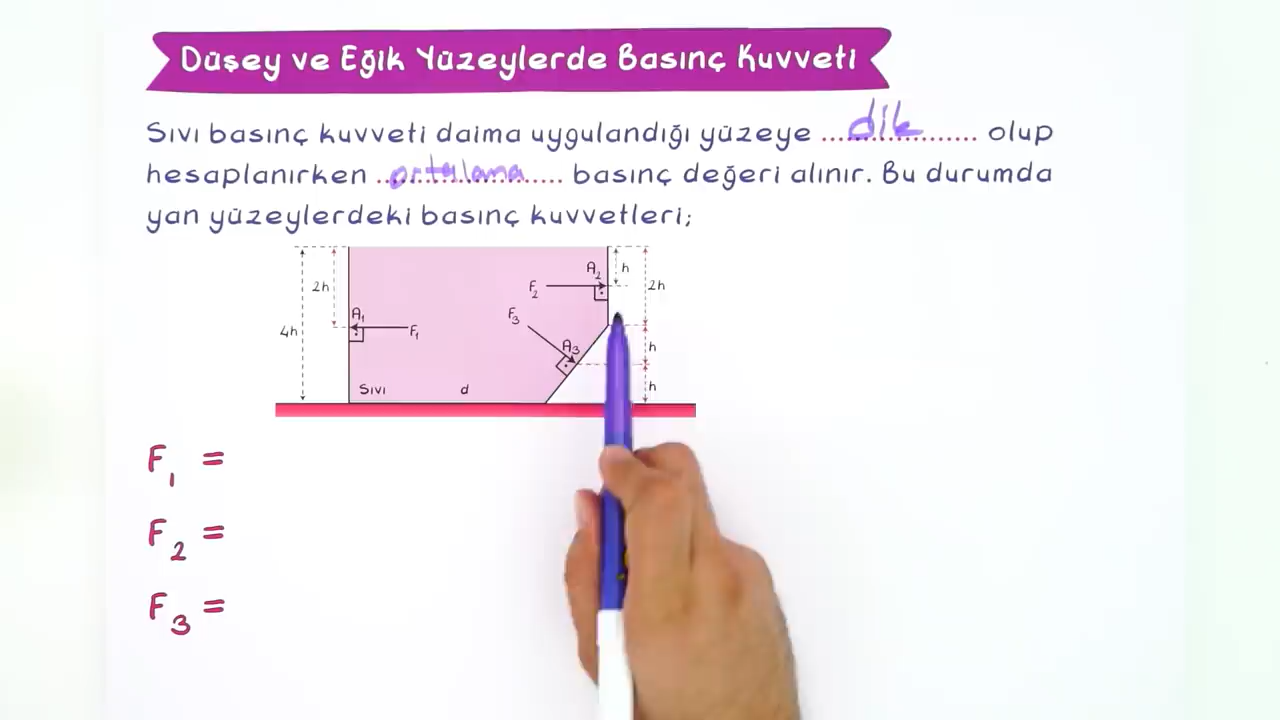 Düşey ve Eğik Yüzeylerde Basınç Kuvveti
Sıvı basınç kuvveti daima uygulandığı yüzeye ...dik... olup
hesaplanırken ...ortalama... basınç değeri alınır. Bu durumda
yan yüzeylerdeki basınç kuvvetleri;
A₂ h
2h F₂ 2h
A₁ F₃
4h F₁
A₃ h
Sıvı d h
F₁ =
F₂ =
F₃ =